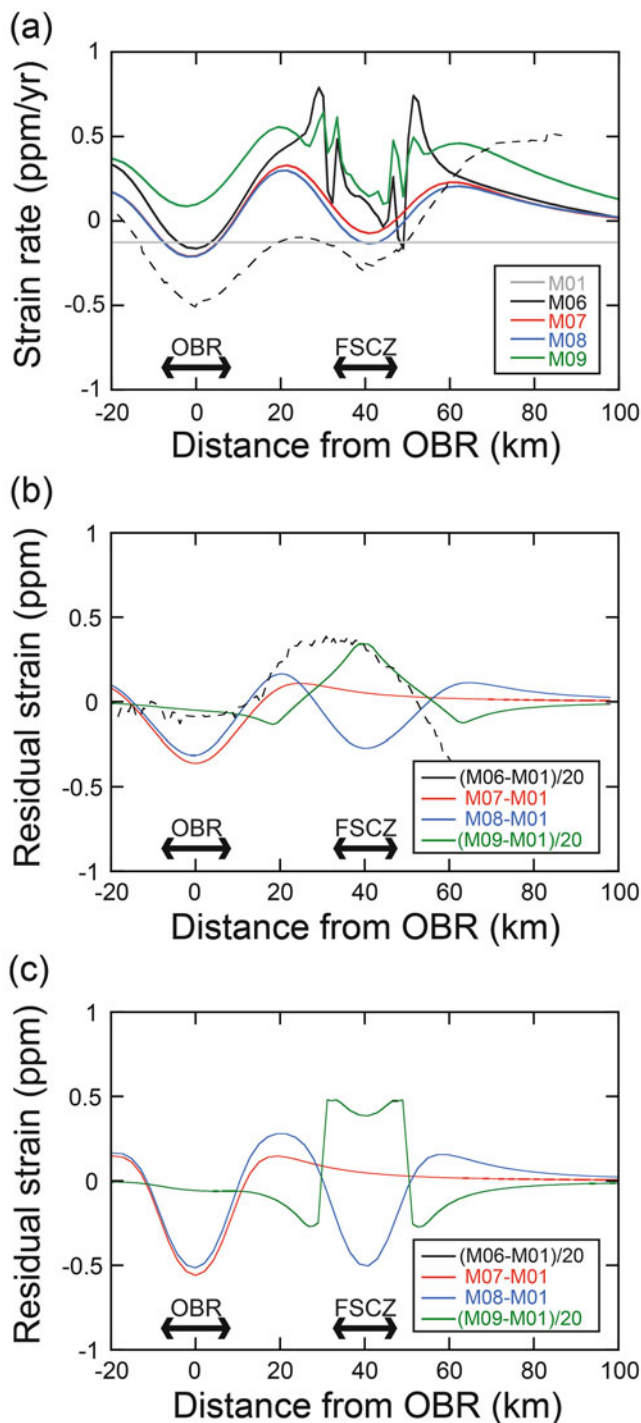 (a)
1
0.5
0
-0.5
-1
Strain rate (ppm/yr)
M01
M06
M07
M08
M09
OBR
FSCZ
-20 0 20 40 60 80 100
Distance from OBR (km)
(b)
1
0.5
0
-0.5
-1
Residual strain (ppm)
(M06-M01)/20
M07-M01
M08-M01
(M09-M01)/20
OBR
FSCZ
-20 0 20 40 60 80 100
Distance from OBR (km)
(c)
1
0.5
0
-0.5
-1
Residual strain (ppm)
(M06-M01)/20
M07-M01
M08-M01
(M09-M01)/20
OBR
FSCZ
-20 0 20 40 60 80 100
Distance from OBR (km)